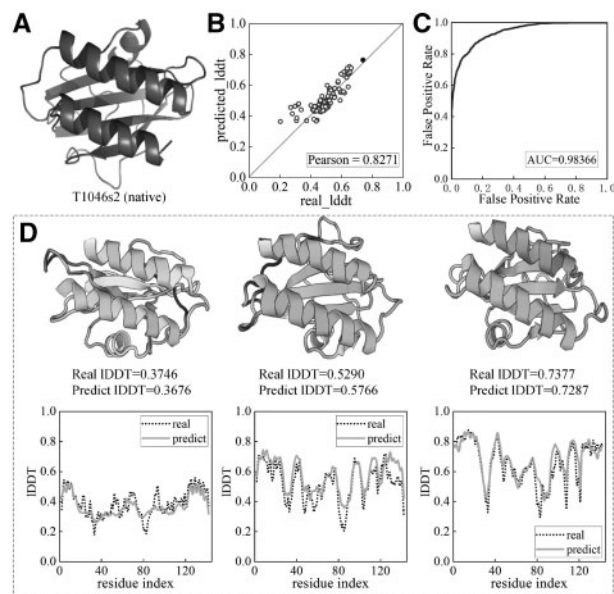 A
T1046s2 (native)
B
predicted_lddt
1.0
0.8
0.6
0.4
0.2
0.0
0.0 0.2 0.4 0.6 0.8 1.0
real_lddt
Pearson = 0.8271
C
False Positive Rate
1.0
0.8
0.6
0.4
0.2
0.0
0.0 0.2 0.4 0.6 0.8 1.0
False Positive Rate
AUC=0.98366
D
Real lDDT=0.3746
Predict lDDT=0.3676
Real lDDT=0.5290
Predict lDDT=0.5766
Real lDDT=0.7377
Predict lDDT=0.7287
lDDT
1.0
0.8
0.6
0.4
0.2
0.0
real
predict
0 40 80 120
residue index
lDDT
1.0
0.8
0.6
0.4
0.2
0.0
real
predict
0 40 80 120
residue index
lDDT
1.0
0.8
0.6
0.4
0.2
0.0
real
predict
0 40 80 120
residue index